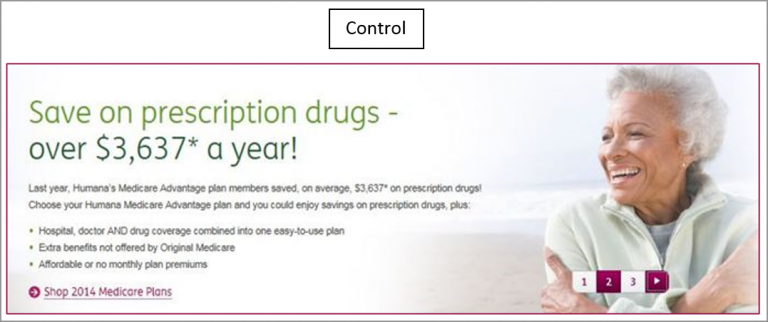 Control
Save on prescription drugs -
over $3,637* a year!
Last year, Humana's Medicare Advantage plan members saved, on average, $3,637* on prescription drugs!
Choose your Humana Medicare Advantage plan and you could enjoy savings on prescription drugs, plus:
• Hospital, doctor AND drug coverage combined into one easy-to-use plan
• Extra benefits not offered by Original Medicare
• Affordable or no monthly plan premiums
Shop 2014 Medicare Plans
1 2 3